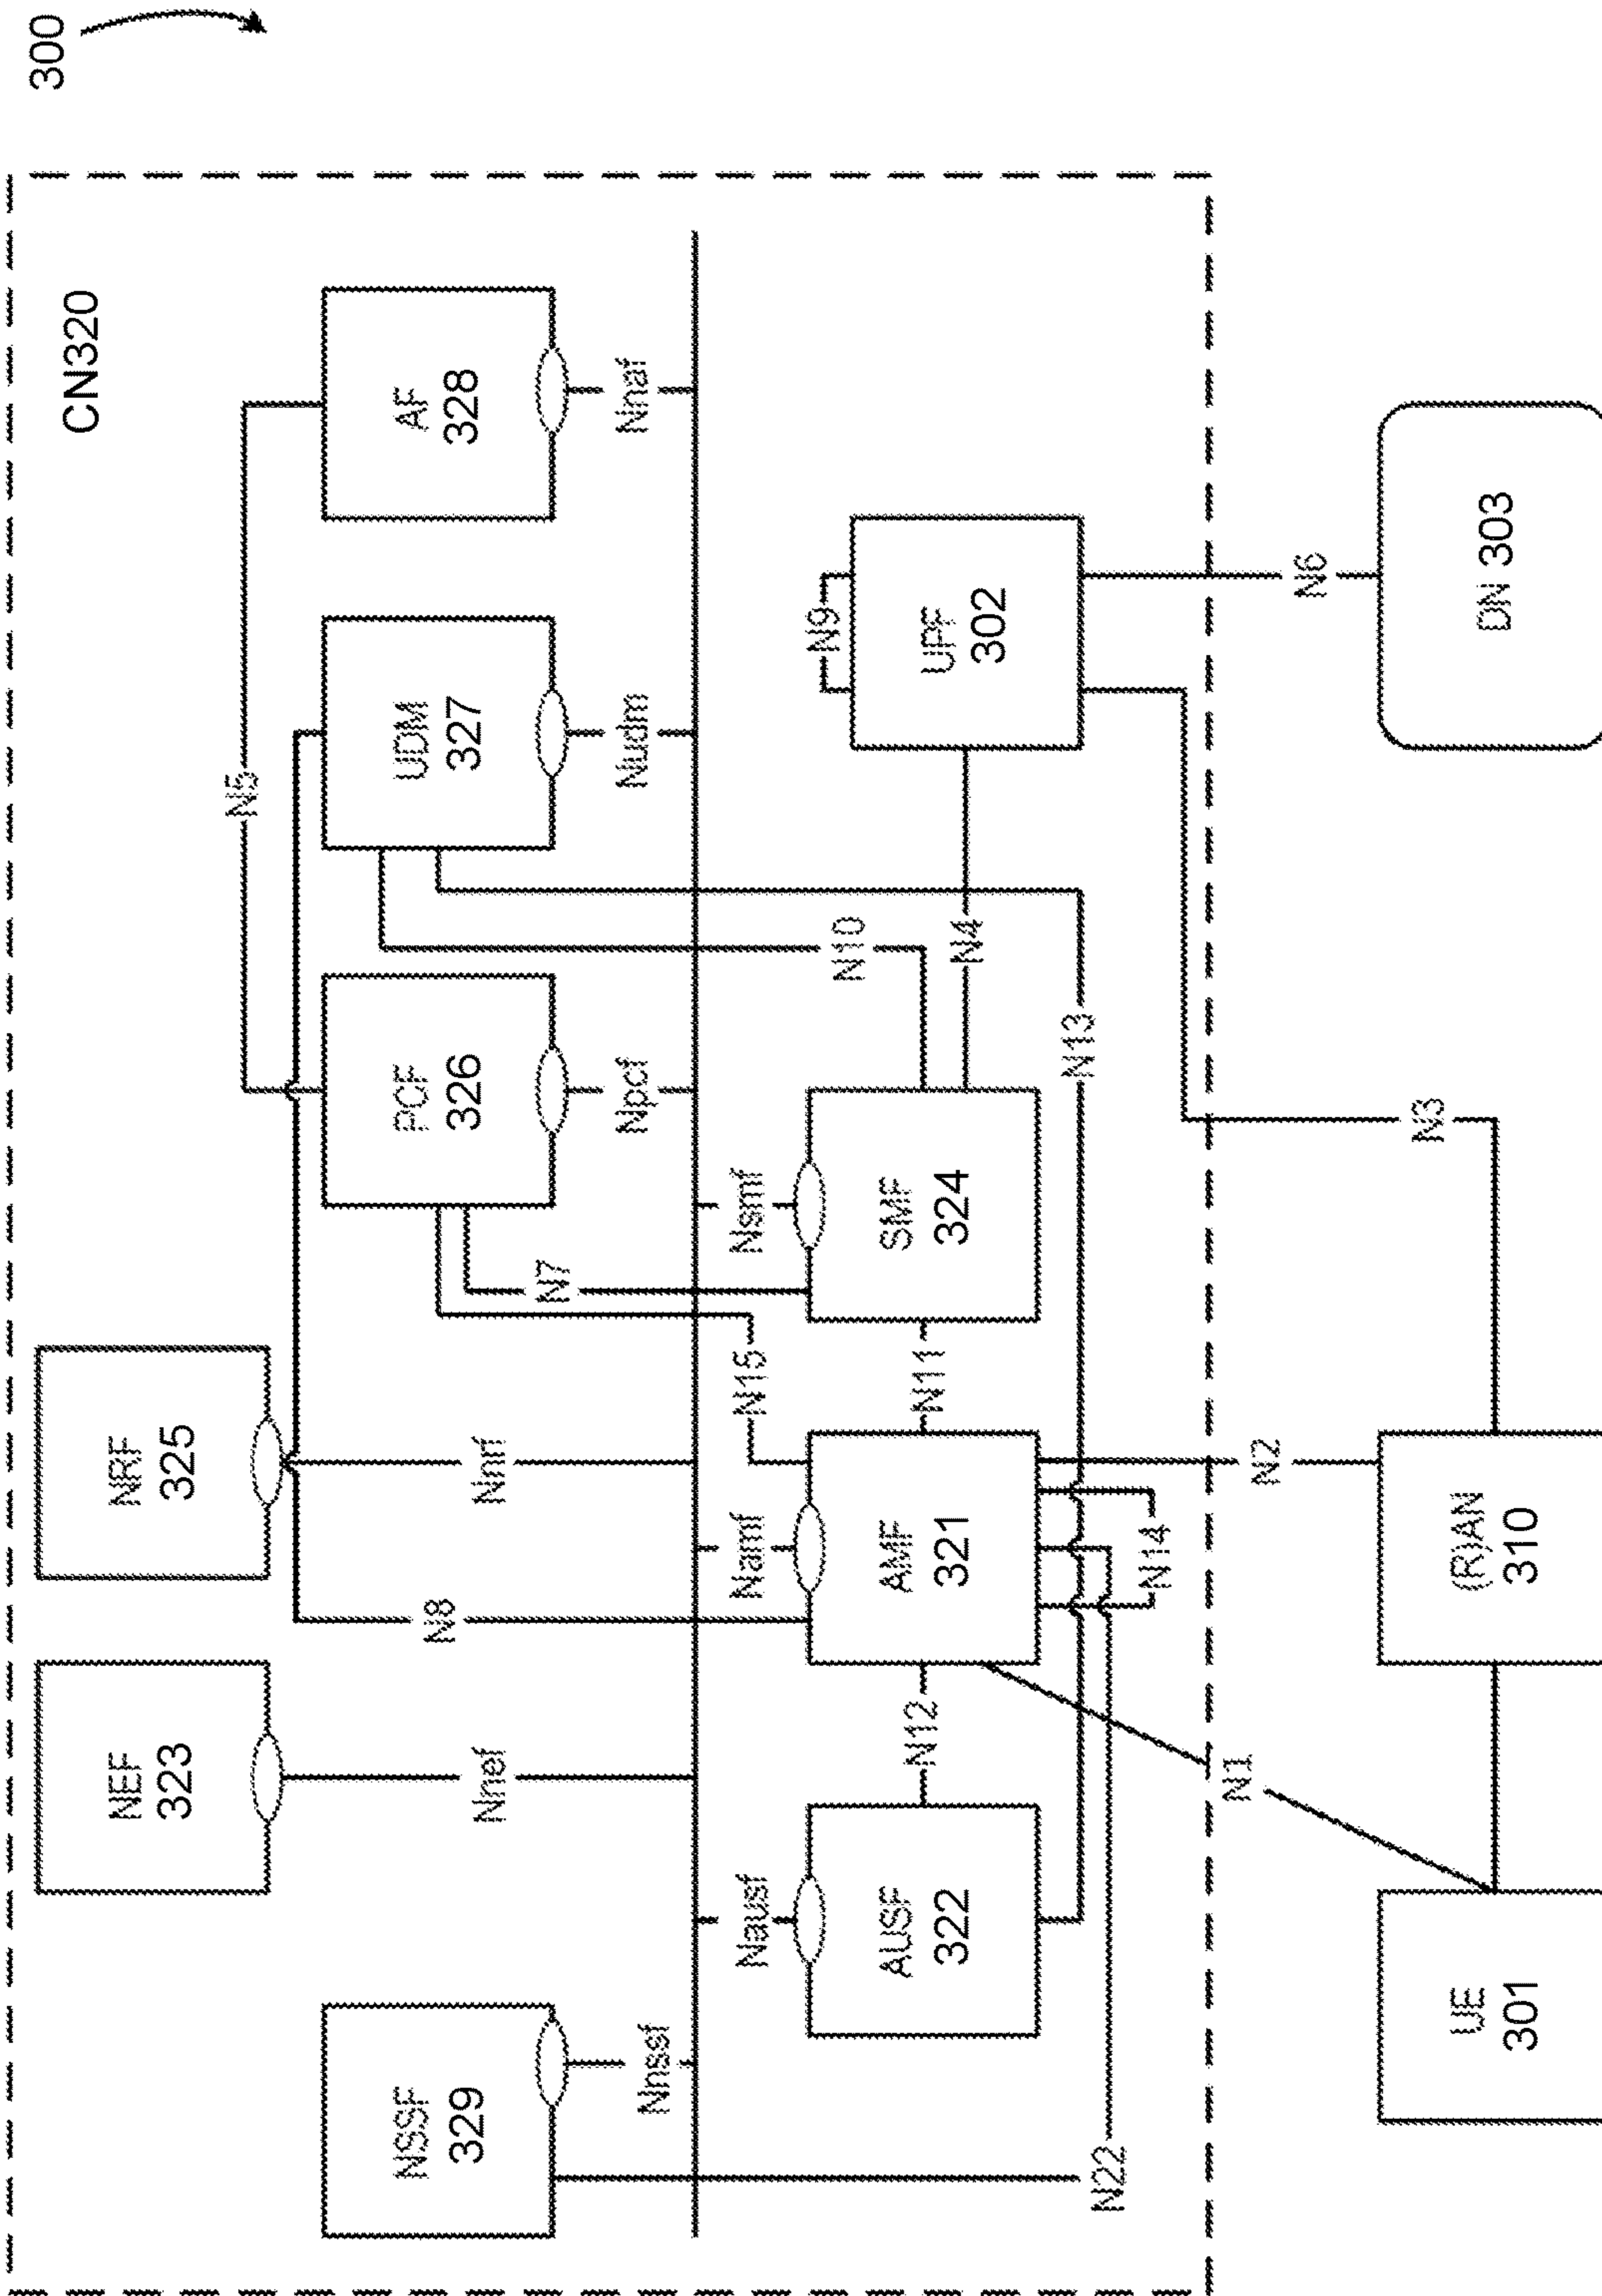 300
CN320
NEF
323
NRF
325
N5
NSSF
329
PCF
326
UDM
327
AF
328
N8
Nnef
Nnrf
N7
Nnssf
Npcf
Nudm
Nnaf
Nausf
Namf
N15
Nsmf
N10
N9
AUSF
322
N12
AMF
321
N11
SMF
324
N4
UPF
302
N13
N22
N14
N1
N2
N3
N6
UE
301
(R)AN
310
DN 303